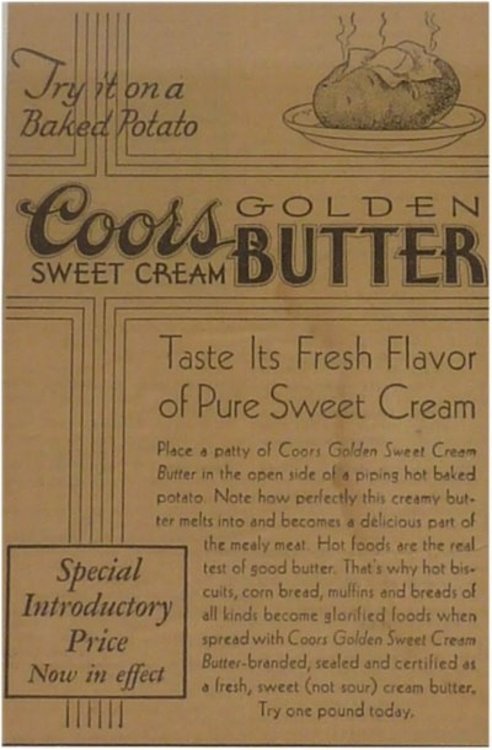 Try it on a
Baked Potato
Coors GOLDEN
SWEET CREAM BUTTER
Taste Its Fresh Flavor
of Pure Sweet Cream
Place a patty of Coors Golden Sweet Cream
Butter in the open side of a piping hot baked
potato. Note how perfectly this creamy but-
ter melts into and becomes a delicious part of
the mealy meat. Hot foods are the real
test of good butter. That's why hot bis-
cuits, corn bread, muffins and breads of
all kinds become glorified foods when
spread with Coors Golden Sweet Cream
Butter-branded, sealed and certified as
a fresh, sweet (not sour) cream butter.
Try one pound today.
Special
Introductory
Price
Now in effect